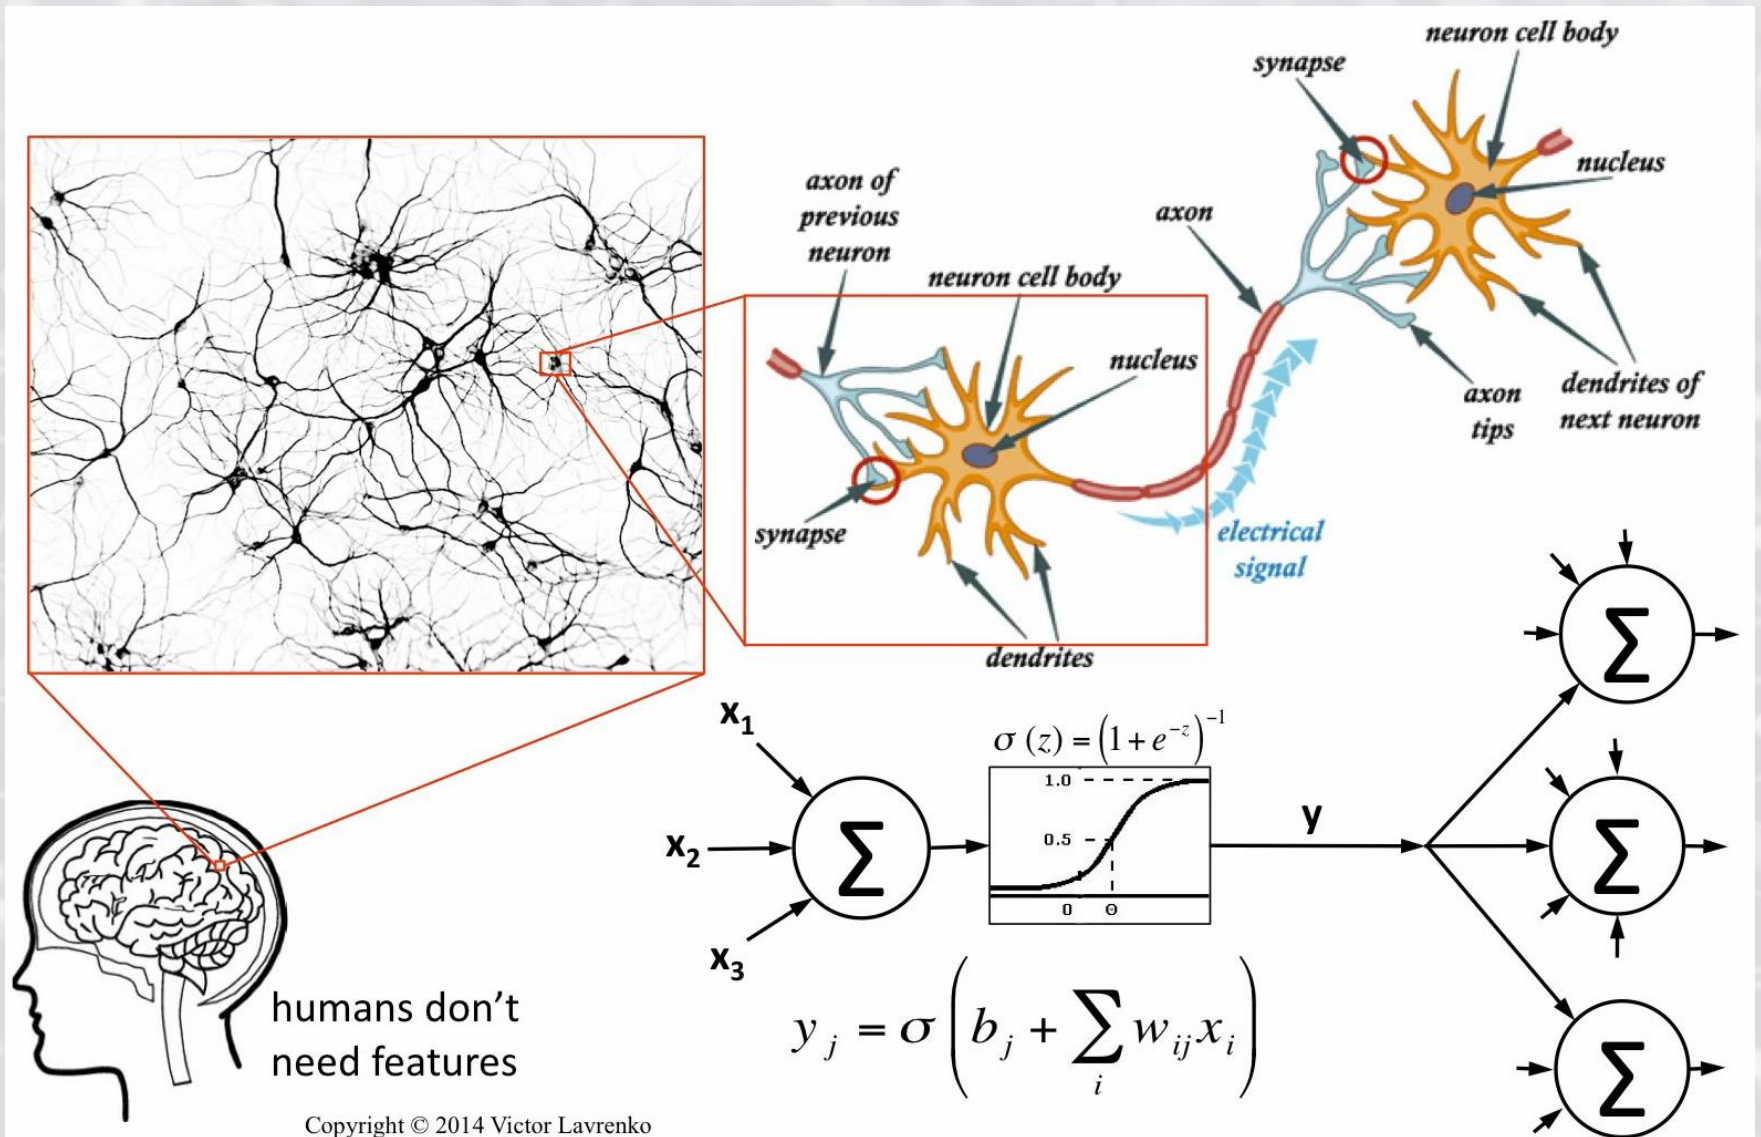 neuron cell body
synapse
nucleus
axon of
previous
neuron
axon
neuron cell body
nucleus
axon
tips
dendrites of
next neuron
synapse
electrical
signal
dendrites
Σ
x₁
σ (z) = (1 + e^{-z})^{-1}
1.0
x₂
Σ
0.5
y
Σ
0 Θ
x₃
y_j = σ ( b_j + Σ_i w_{ij} x_i )
Σ
humans don't
need features
Copyright © 2014 Victor Lavrenko